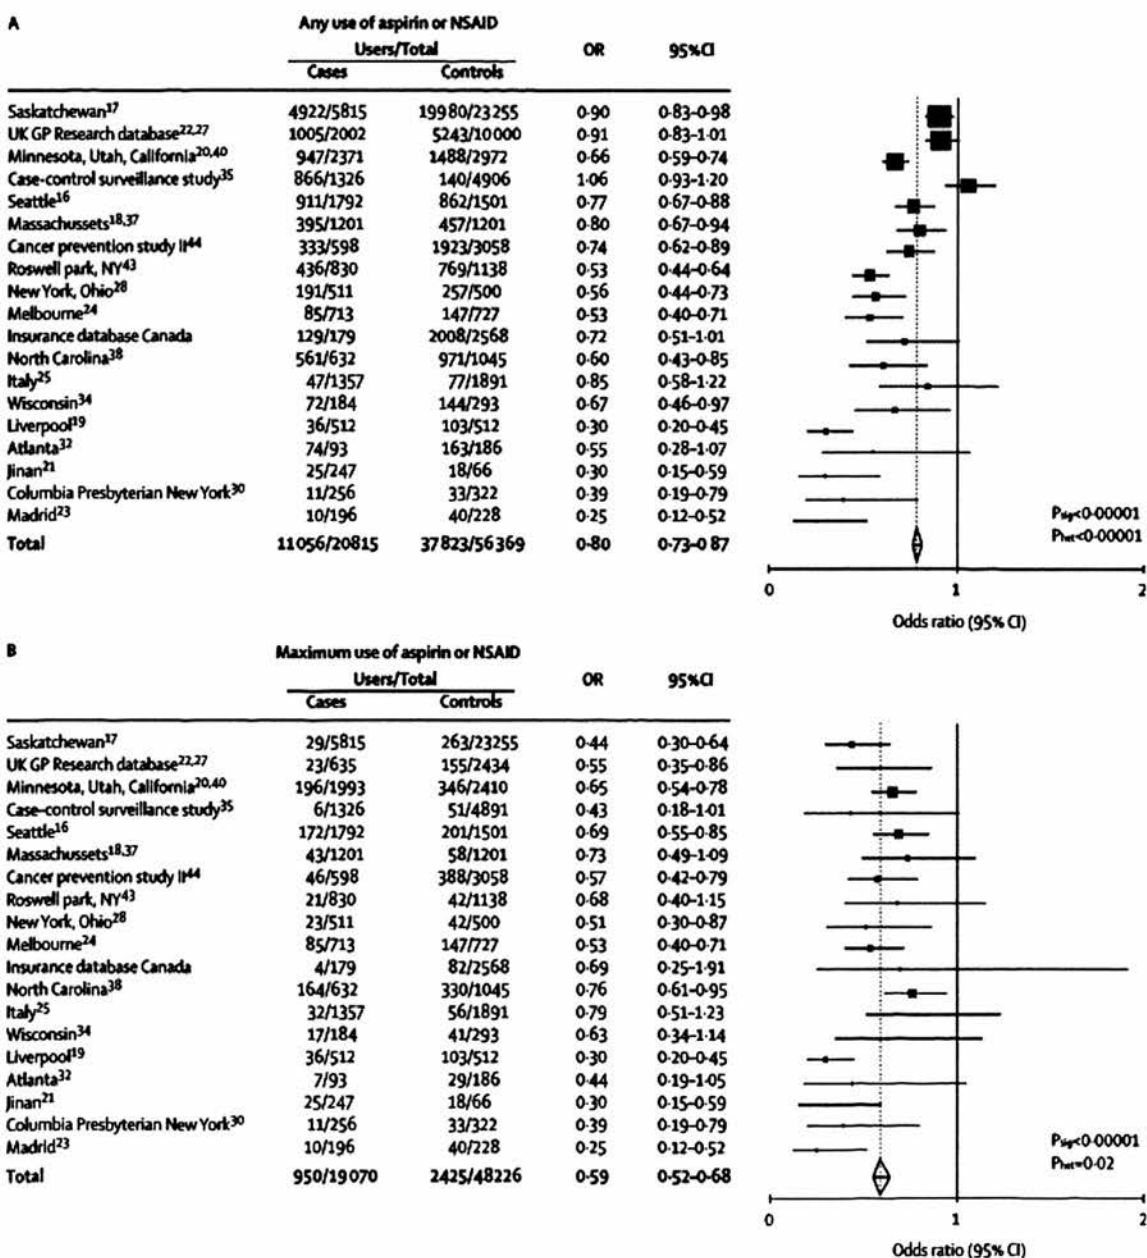 A
Any use of aspirin or NSAID
Users/Total OR 95%CI
Cases Controls
Saskatchewan17 4922/5815 19980/23255 0·90 0·83–0·98
UK GP Research database22,27 1005/2002 5243/10000 0·91 0·83–1·01
Minnesota, Utah, California20,40 947/2371 1488/2972 0·66 0·59–0·74
Case-control surveillance study35 866/1326 140/4906 1·06 0·93–1·20
Seattle16 911/1792 862/1501 0·77 0·67–0·88
Massachussets18,37 395/1201 457/1201 0·80 0·67–0·94
Cancer prevention study II44 333/598 1923/3058 0·74 0·62–0·89
Roswell park, NY43 436/830 769/1138 0·53 0·44–0·64
New York, Ohio28 191/511 257/500 0·56 0·44–0·73
Melbourne24 85/713 147/727 0·53 0·40–0·71
Insurance database Canada 129/179 2008/2568 0·72 0·51–1·01
North Carolina38 561/632 971/1045 0·60 0·43–0·85
Italy25 47/1357 77/1891 0·85 0·58–1·22
Wisconsin34 72/184 144/293 0·67 0·46–0·97
Liverpool19 36/512 103/512 0·30 0·20–0·45
Atlanta32 74/93 163/186 0·55 0·28–1·07
Jinan21 25/247 18/66 0·30 0·15–0·59
Columbia Presbyterian New York30 11/256 33/322 0·39 0·19–0·79
Madrid23 10/196 40/228 0·25 0·12–0·52
Psig<0·00001
Phet<0·00001
Total 11056/20815 37823/56369 0·80 0·73–0·87
0 1 2
Odds ratio (95% CI)
B
Maximum use of aspirin or NSAID
Users/Total OR 95%CI
Cases Controls
Saskatchewan17 29/5815 263/23255 0·44 0·30–0·64
UK GP Research database22,27 23/635 155/2434 0·55 0·35–0·86
Minnesota, Utah, California20,40 196/1993 346/2410 0·65 0·54–0·78
Case-control surveillance study35 6/1326 51/4891 0·43 0·18–1·01
Seattle16 172/1792 201/1501 0·69 0·55–0·85
Massachussets18,37 43/1201 58/1201 0·73 0·49–1·09
Cancer prevention study II44 46/598 388/3058 0·57 0·42–0·79
Roswell park, NY43 21/830 42/1138 0·68 0·40–1·15
New York, Ohio28 23/511 42/500 0·51 0·30–0·87
Melbourne24 85/713 147/727 0·53 0·40–0·71
Insurance database Canada 4/179 82/2568 0·69 0·25–1·91
North Carolina38 164/632 330/1045 0·76 0·61–0·95
Italy25 32/1357 56/1891 0·79 0·51–1·23
Wisconsin34 17/184 41/293 0·63 0·34–1·14
Liverpool19 36/512 103/512 0·30 0·20–0·45
Atlanta32 7/93 29/186 0·44 0·19–1·05
Jinan21 25/247 18/66 0·30 0·15–0·59
Columbia Presbyterian New York30 11/256 33/322 0·39 0·19–0·79
Madrid23 10/196 40/228 0·25 0·12–0·52
Psig<0·00001
Phet=0·02
Total 950/19070 2425/48226 0·59 0·52–0·68
0 1 2
Odds ratio (95% CI)